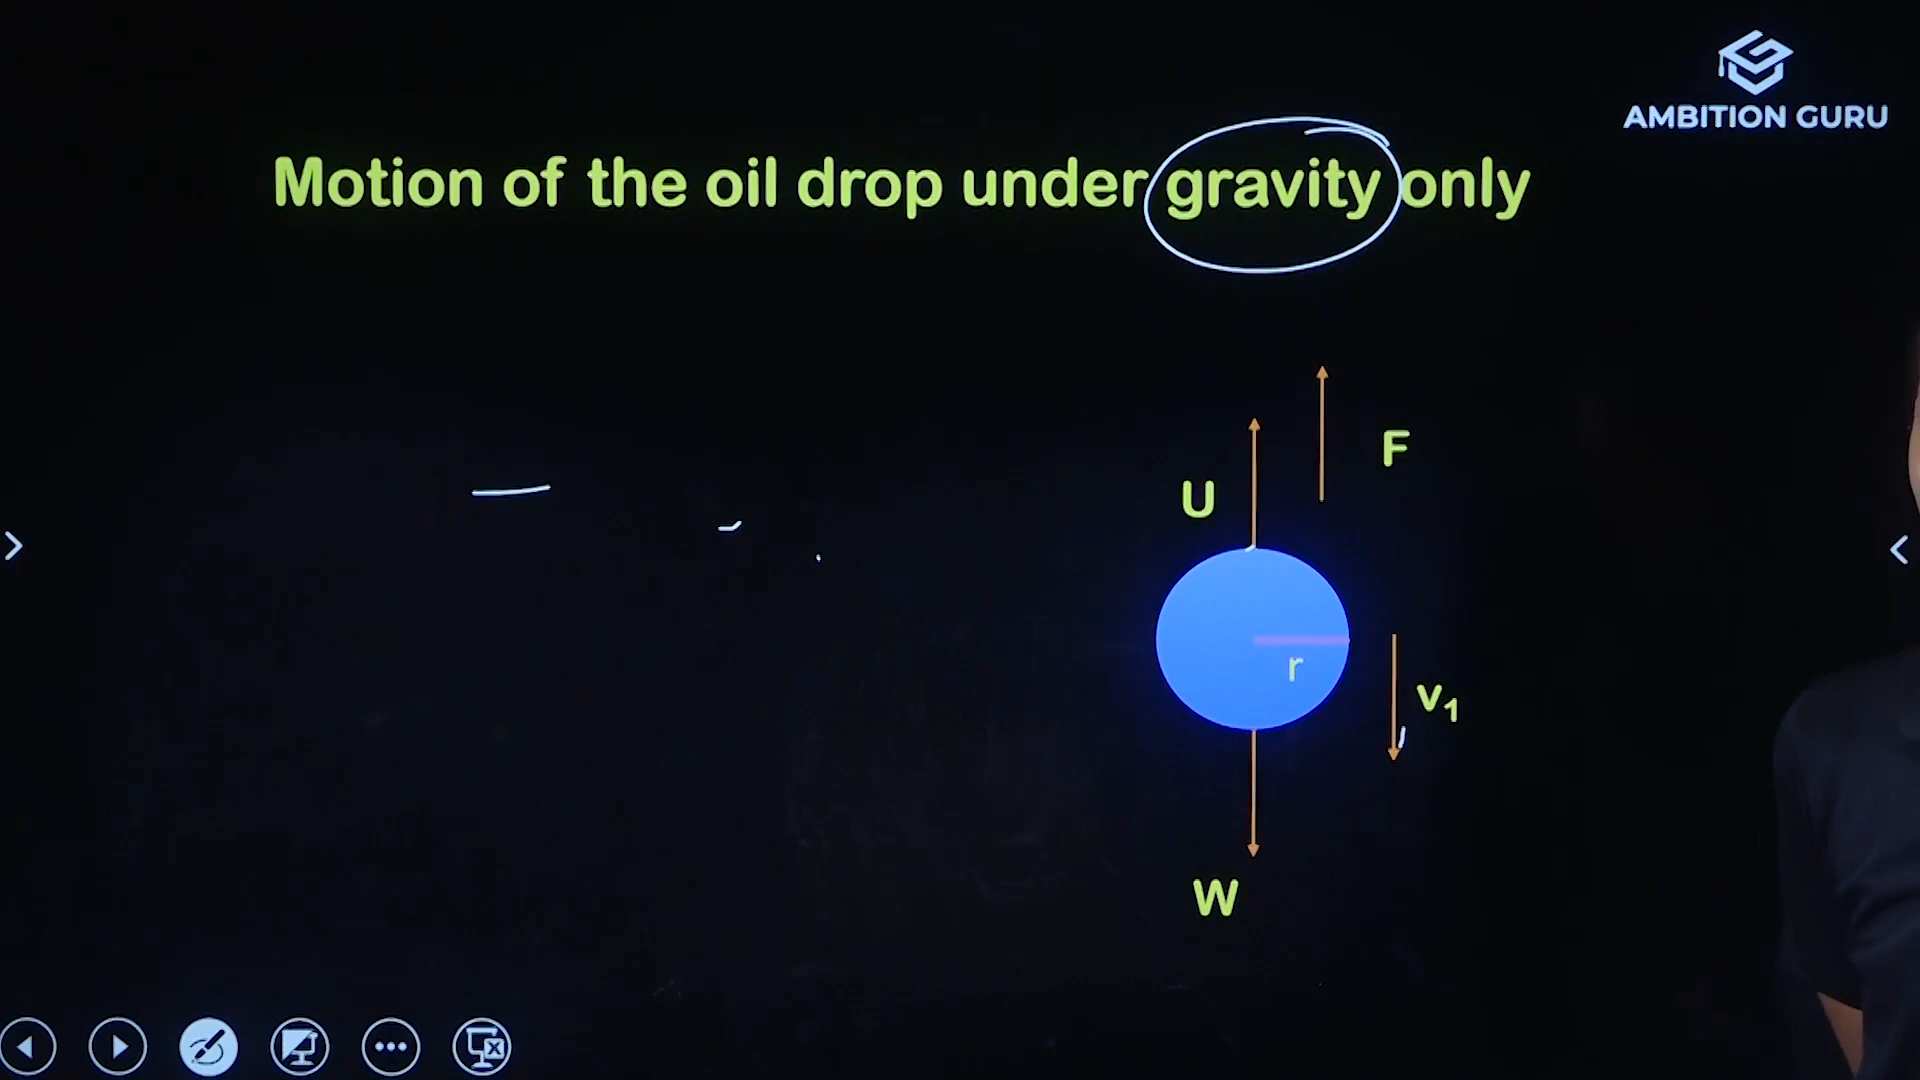 AMBITION GURU
Motion of the oil drop under gravity only
F
U
r
v₁
W